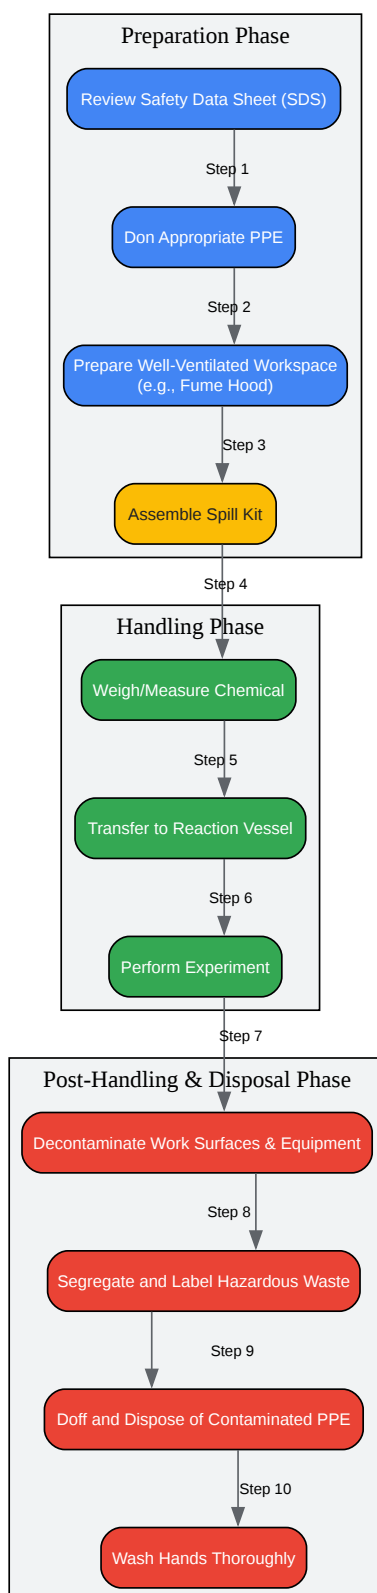 Preparation Phase
Review Safety Data Sheet (SDS)
Step 1
Don Appropriate PPE
Step 2
Prepare Well-Ventilated Workspace
(e.g., Fume Hood)
Step 3
Assemble Spill Kit
Step 4
Handling Phase
Weigh/Measure Chemical
Step 5
Transfer to Reaction Vessel
Step 6
Perform Experiment
Step 7
Post-Handling & Disposal Phase
Decontaminate Work Surfaces & Equipment
Step 8
Segregate and Label Hazardous Waste
Step 9
Doff and Dispose of Contaminated PPE
Step 10
Wash Hands Thoroughly